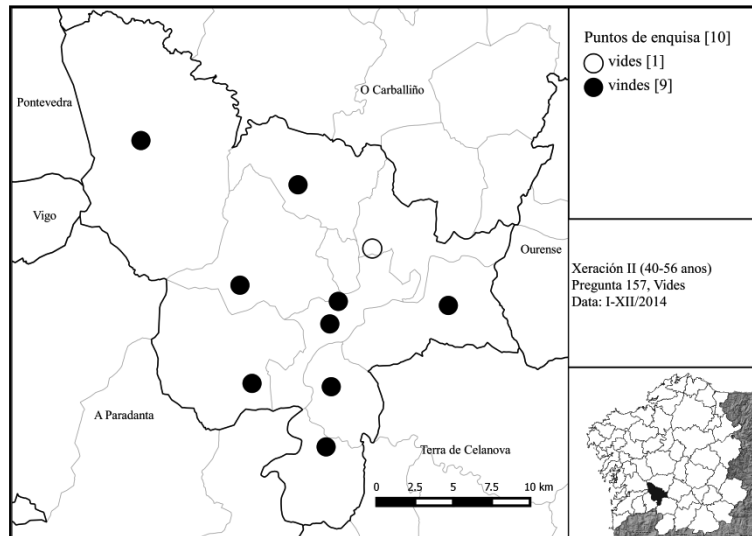 Puntos de enquisa [10]
vides [1]
vindes [9]
Pontevedra
O Carballiño
Vigo
Ourense
Xeración II (40-56 anos)
Pregunta 157, Vides
Data: I-XII/2014
A Paradanta
Terra de Celanova
0 2,5 5 7,5 10 km